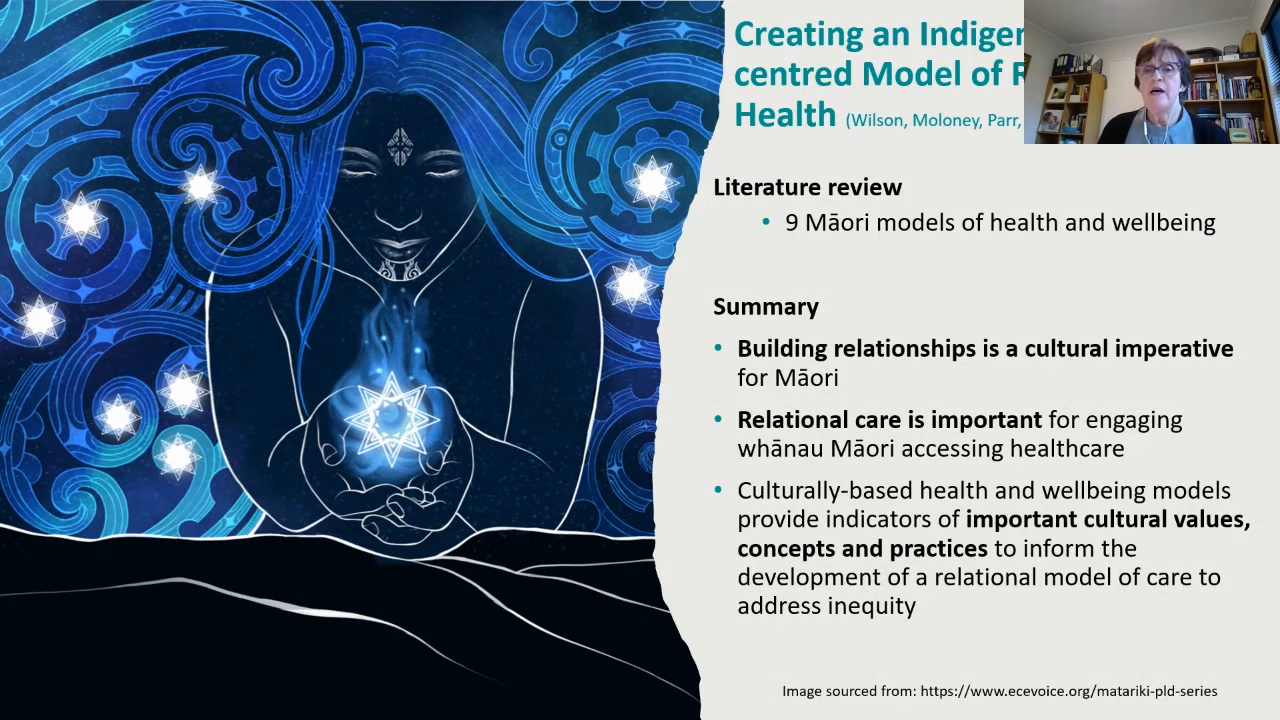 Creating an
centred Model of
Health (Wilson, Moloney, Parr,
Literature review
• 9 Māori models of health and wellbeing
Summary
• Building relationships is a cultural imperative
for Māori
• Relational care is important for engaging
whānau Māori accessing healthcare
• Culturally-based health and wellbeing models
provide indicators of important cultural values,
concepts and practices to inform the
development of a relational model of care to
address inequity
Image sourced from: https://www.ecevoice.org/matariki-pld-series